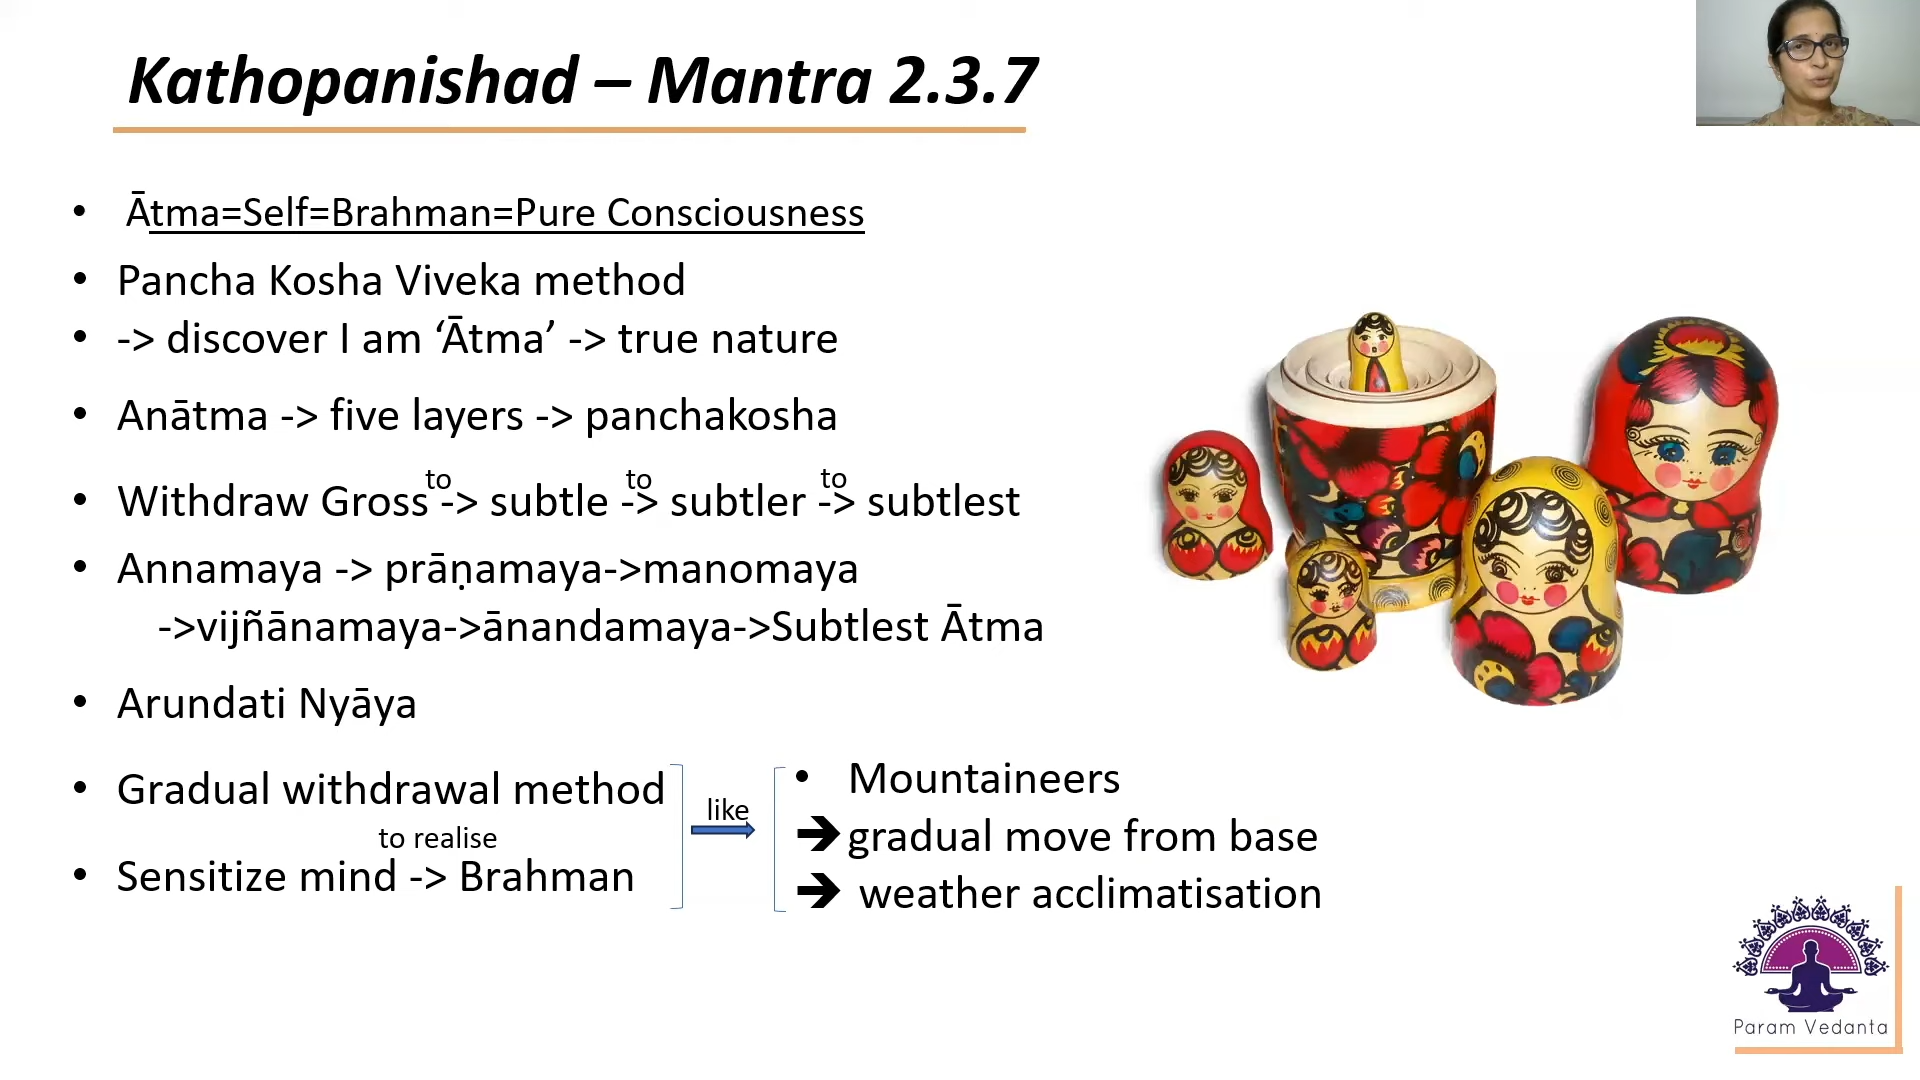 Kathopanishad – Mantra 2.3.7
• Ātma=Self=Brahman=Pure Consciousness
• Pancha Kosha Viveka method
• -> discover I am ‘Ātma’ -> true nature
• Anātma -> five layers -> panchakosha
to to to
• Withdraw Gross -> subtle -> subtler -> subtlest
• Annamaya -> prāṇamaya->manomaya
->vijñānamaya->ānandamaya->Subtlest Ātma
• Arundati Nyāya
• Gradual withdrawal method
to realise
• Sensitize mind -> Brahman
like
• Mountaineers
➔ gradual move from base
➔ weather acclimatisation
Param Vedanta